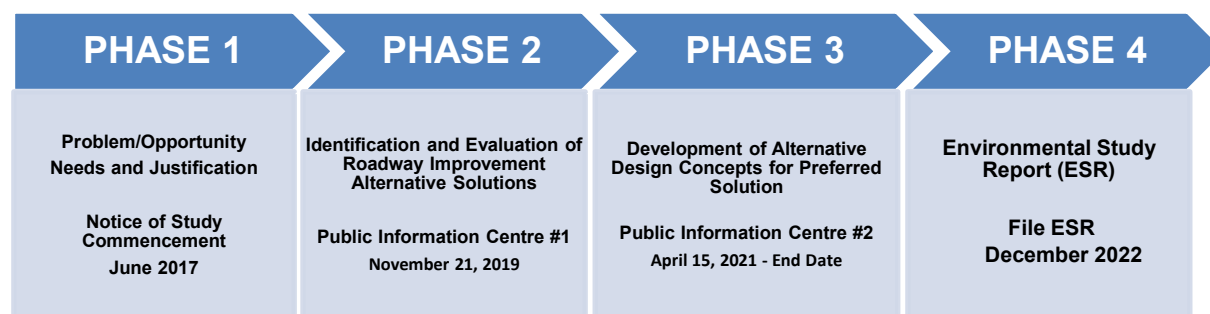 PHASE 1
Problem/Opportunity
Needs and Justification
Notice of Study
Commencement
June 2017
PHASE 2
Identification and Evaluation of
Roadway Improvement
Alternative Solutions
Public Information Centre #1
November 21, 2019
PHASE 3
Development of Alternative
Design Concepts for Preferred
Solution
Public Information Centre #2
April 15, 2021 - End Date
PHASE 4
Environmental Study
Report (ESR)
File ESR
December 2022